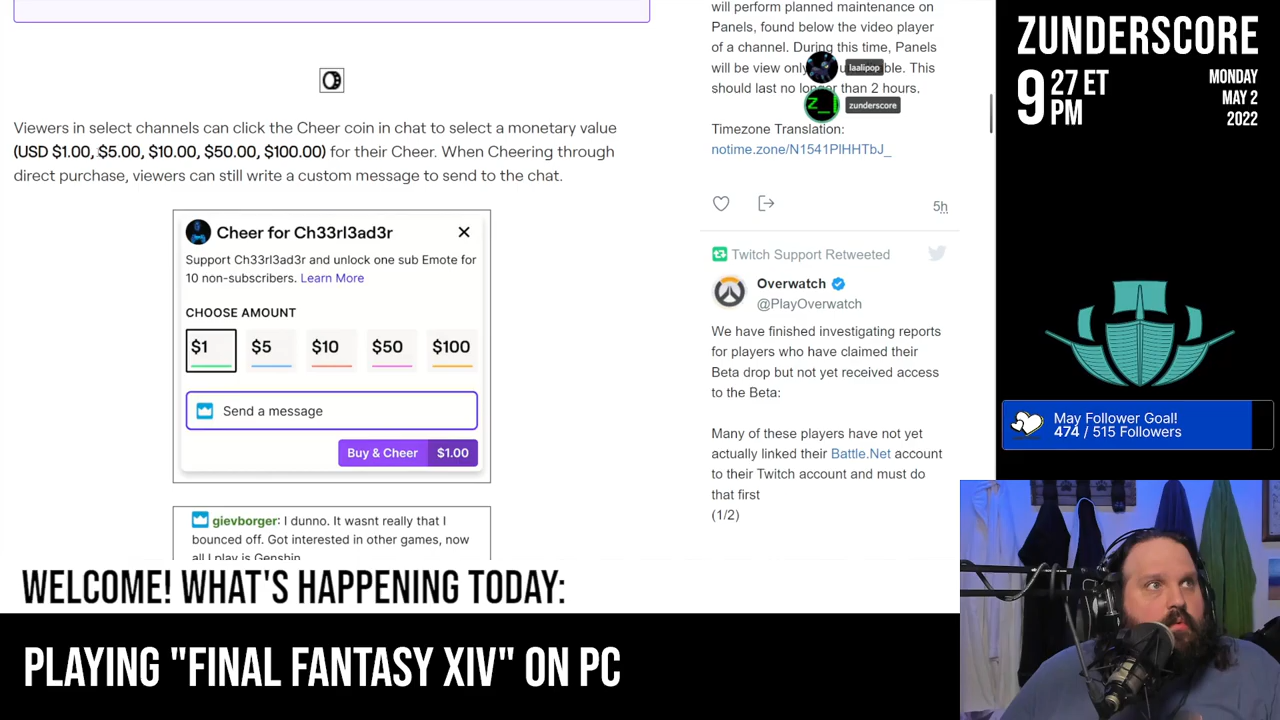 Viewers in select channels can click the Cheer coin in chat to select a monetary value
(USD $1.00, $5.00, $10.00, $50.00, $100.00) for their Cheer. When Cheering through
direct purchase, viewers can still write a custom message to send to the chat.
Cheer for Ch33rl3ad3r
Support Ch33rl3ad3r and unlock one sub Emote for
10 non-subscribers. Learn More
CHOOSE AMOUNT
$1 $5 $10 $50 $100
Send a message
Buy & Cheer $1.00
gievborger: I dunno. It wasnt really that I
bounced off. Got interested in other games, now
all I play is Genshin
will perform planned maintenance on
Panels, found below the video player
of a channel. During this time, Panels
will be view only
ble. This
should last no longer than 2 hours.
laalipop
zunderscore
Timezone Translation:
notime.zone/N1541PlHHTbJ_
5h
Twitch Support Retweeted
Overwatch
@PlayOverwatch
We have finished investigating reports
for players who have claimed their
Beta drop but not yet received access
to the Beta:
Many of these players have not yet
actually linked their Battle.Net account
to their Twitch account and must do
that first
(1/2)
ZUNDERSCORE
9 27 ET
PM
MONDAY
MAY 2
2022
May Follower Goal!
474 / 515 Followers
WELCOME! WHAT'S HAPPENING TODAY:
PLAYING "FINAL FANTASY XIV" ON PC